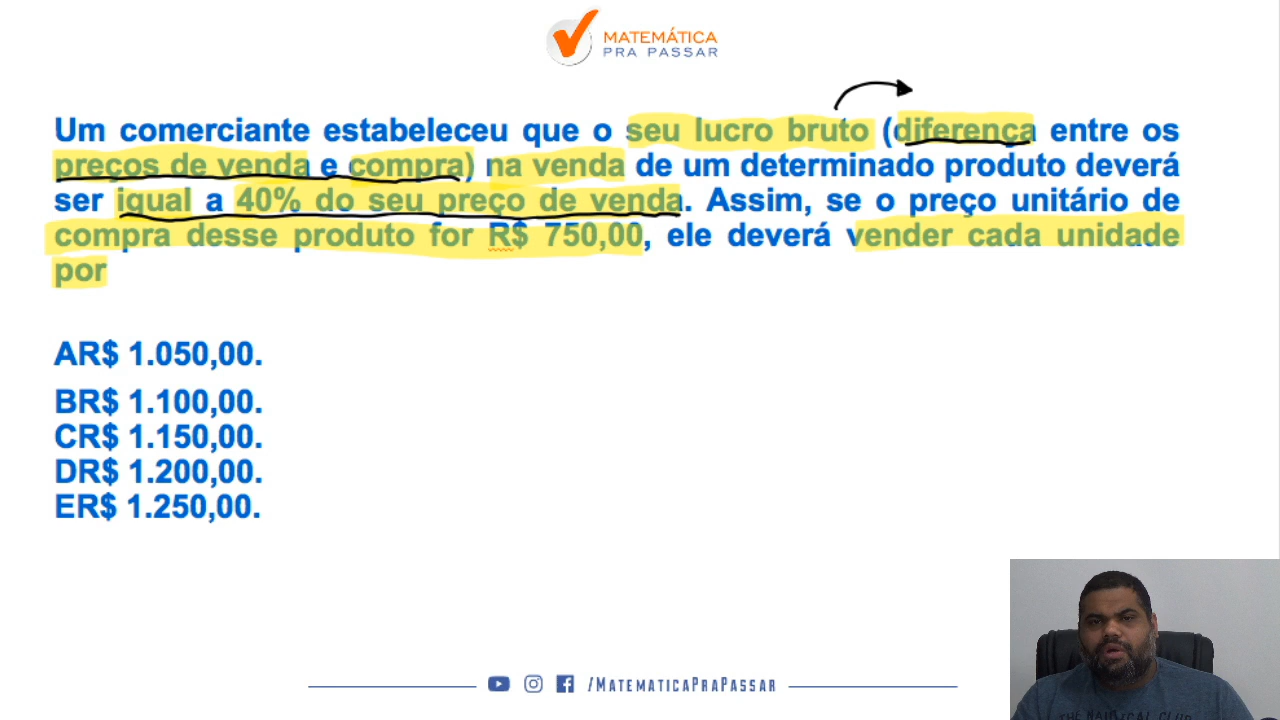 MATEMÁTICA
PRA PASSAR
Um comerciante estabeleceu que o seu lucro bruto (diferença entre os
preços de venda e compra) na venda de um determinado produto deverá
ser igual a 40% do seu preço de venda. Assim, se o preço unitário de
compra desse produto for R$ 750,00, ele deverá vender cada unidade
por
AR$ 1.050,00.
BR$ 1.100,00.
CR$ 1.150,00.
DR$ 1.200,00.
ER$ 1.250,00.
/MATEMATICAPRAPASSAR
THE NAUTICAL CLUB